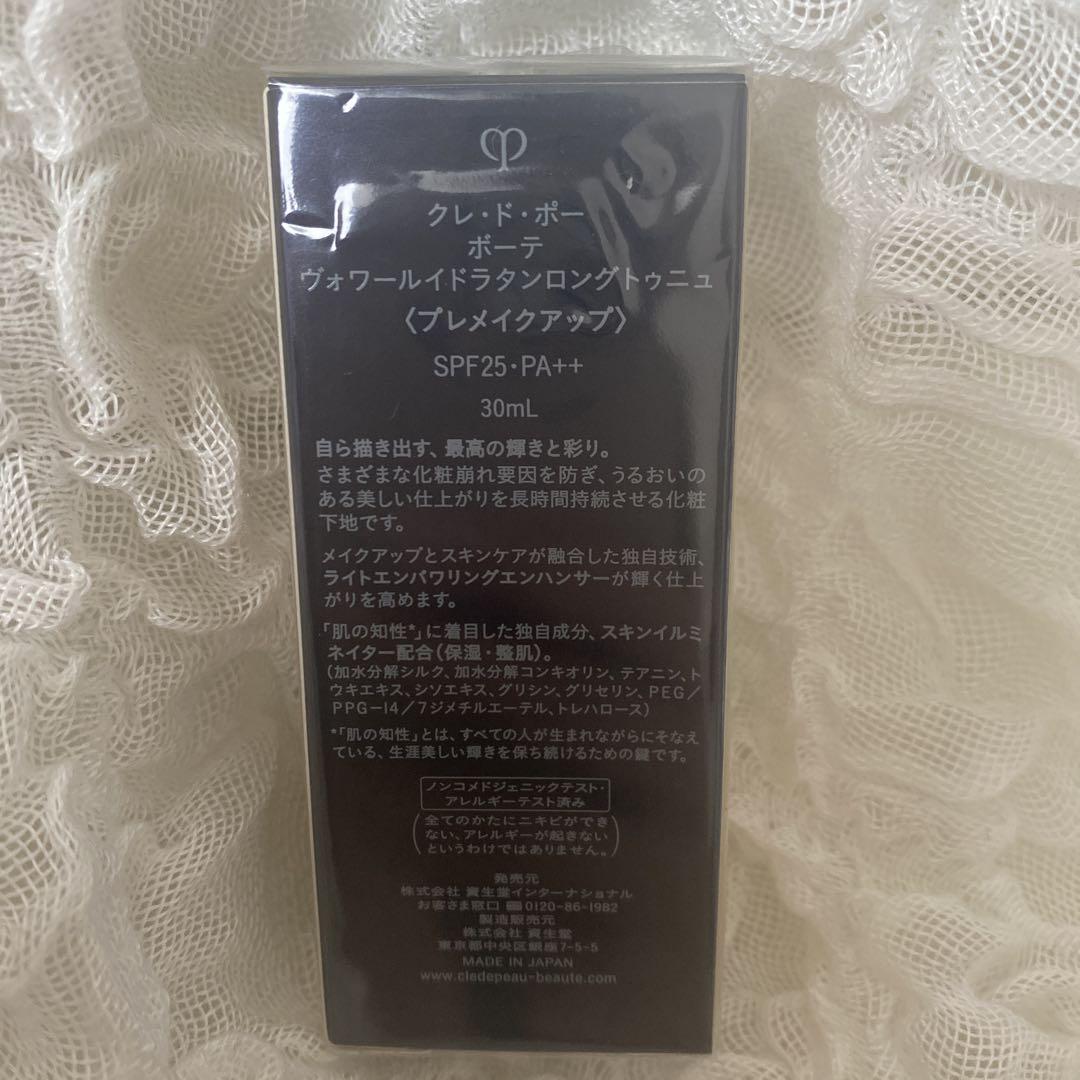 クレ・ド・ポー
ボーテ
ヴォワールイドラタンロングトゥニュ
〈プレメイクアップ〉
SPF25・PA++
30mL
自ら描き出す、最高の輝きと彩り。
さまざまな化粧崩れ要因を防ぎ、うるおいの
ある美しい仕上がりを長時間持続させる化粧
下地です。
メイクアップとスキンケアが融合した独自技術、
ライトエンパワリングエンハンサーが輝く仕上
がりを高めます。
「肌の知性*」に着目した独自成分、スキンイルミ
ネイター配合(保湿・整肌)。
(加水分解シルク、加水分解コンキオリン、テアニン、ト
ウキエキス、シソエキス、グリシン、グリセリン、PEG/
PPG-14/7ジメチルエーテル、トレハロース)
*「肌の知性」とは、すべての人が生まれながらにそなえ
ている、生涯美しい輝きを保ち続けるための鍵です。
ノンコメドジェニックテスト・
アレルギーテスト済み
(全てのかたにニキビができ
ない、アレルギーが起きない
というわけではありません。)
発売元
株式会社 資生堂インターナショナル
お客さま窓口 0120-86-1982
製造販売元
株式会社 資生堂
東京都中央区銀座7-5-5
MADE IN JAPAN
www.cledepeau-beaute.com